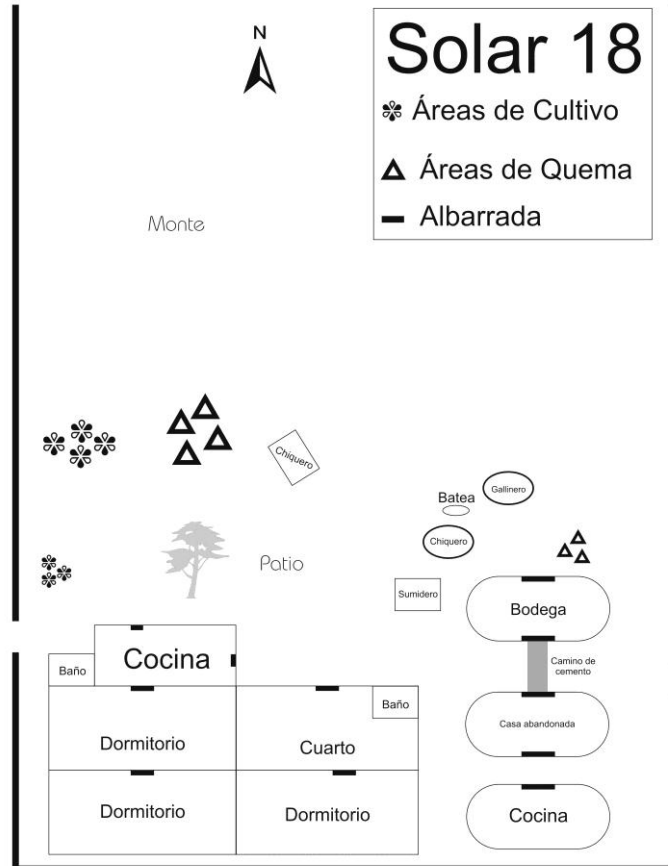 N
Solar 18
Áreas de Cultivo
Áreas de Quema
Albarrada
Monte
Chiquero
Gallinero
Batea
Chiquero
Patio
Sumidero
Bodega
Cocina
Baño
Camino de
cemento
Baño
Dormitorio
Cuarto
Casa abandonada
Dormitorio
Dormitorio
Cocina